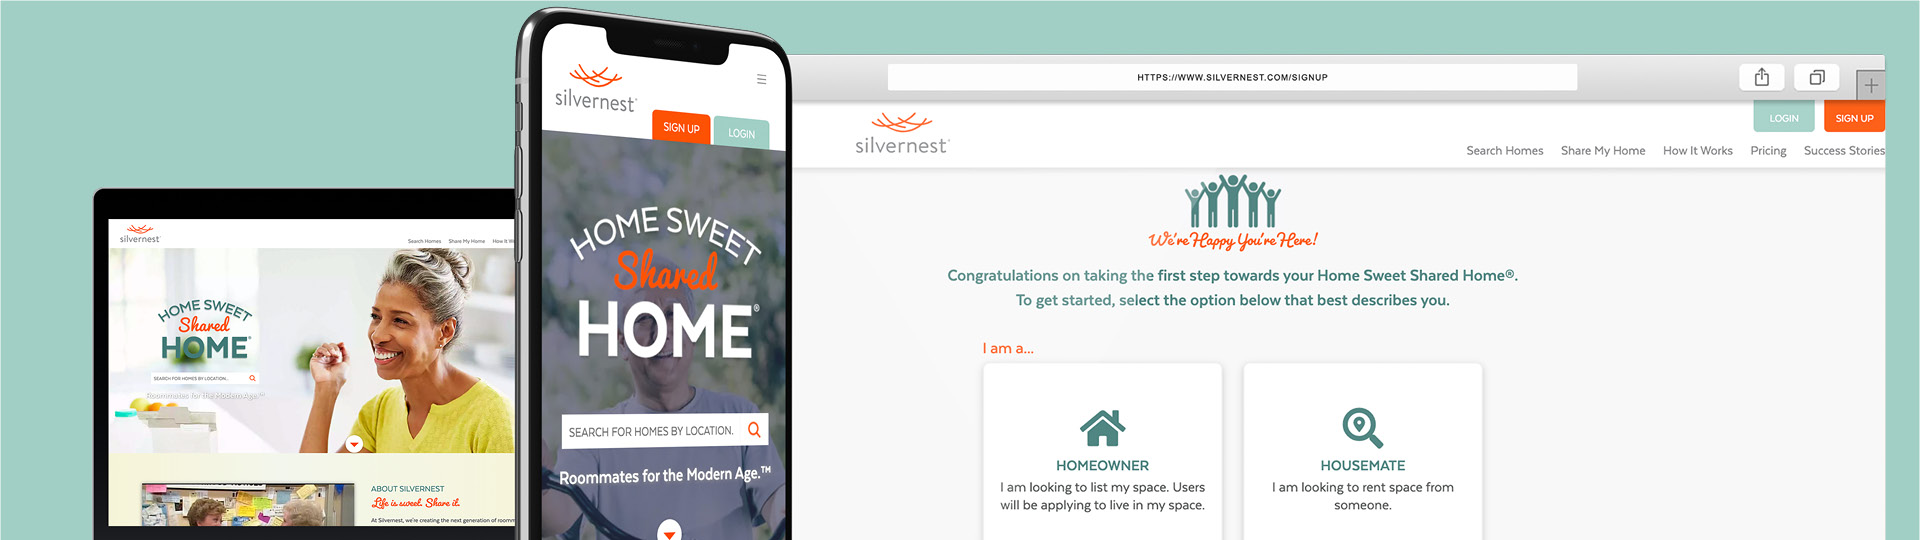 silvernest
Search Homes Share My Home How It
HOME SWEET
Shared
HOME
SEARCH FOR HOMES BY LOCATION...
Roommates for the Modern Age.™
ABOUT SILVERNEST
Life is sweet. Share it.
At Silvernest, we're creating the next generation of
silvernest
SIGN UP
LOGIN
HOME SWEET
Shared
HOME®
SEARCH FOR HOMES BY LOCATION.
Roommates for the Modern Age.™
HTTPS://WWW.SILVERNEST.COM/SIGNUP
LOGIN
SIGN UP
silvernest
Search Homes Share My Home How It Works Pricing Success Stories
We're Happy You're Here!
Congratulations on taking the first step towards your Home Sweet Shared Home®.
To get started, select the option below that best describes you.
I am a...
HOMEOWNER
I am looking to list my space. Users
will be applying to live in my space.
HOUSEMATE
I am looking to rent space from
someone.